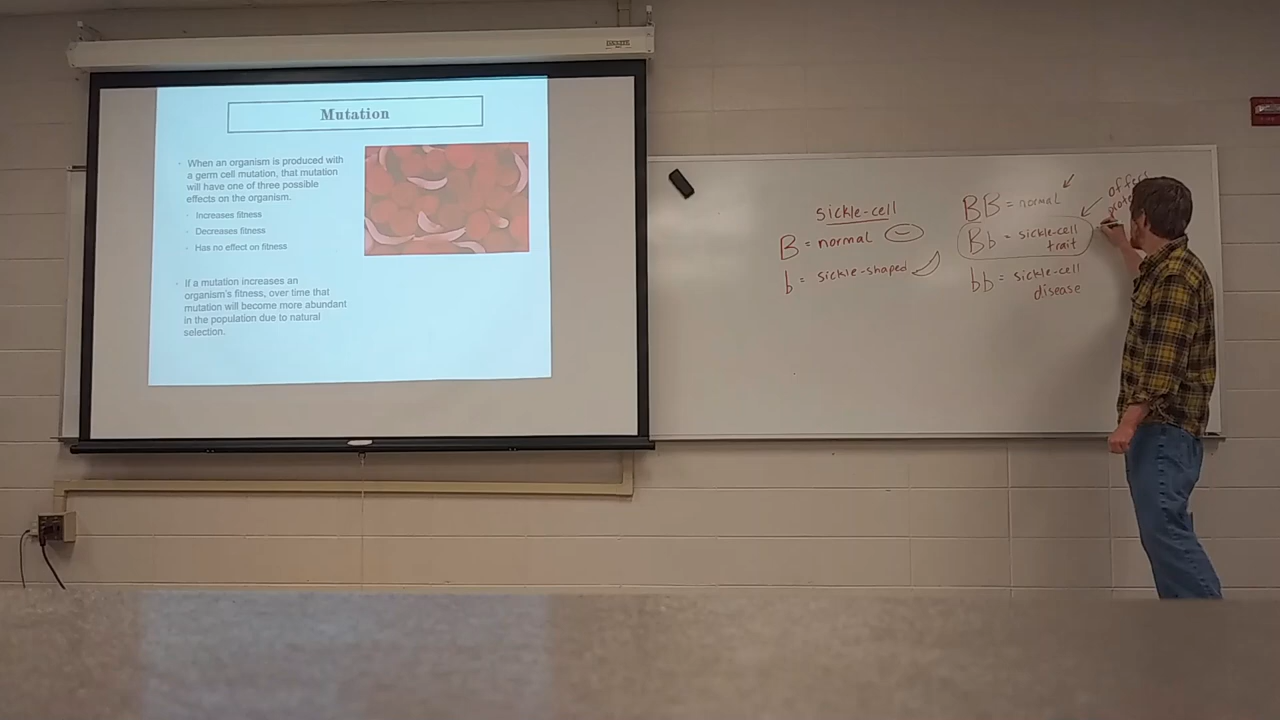 Mutation
When an organism is produced with
a germ cell mutation, that mutation
will have one of three possible
effects on the organism.
Increases fitness
Decreases fitness
Has no effect on fitness
If a mutation increases an
organism's fitness, over time that
mutation will become more abundant
in the population due to natural
selection.
sickle-cell
B = normal
b = sickle-shaped
BB = normal
Bb = sickle-cell
trait
bb = sickle-cell
disease